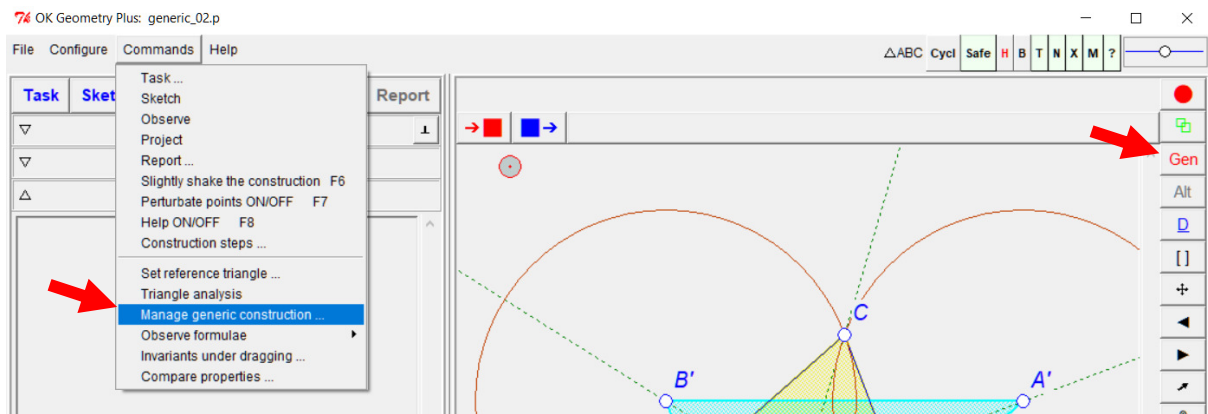 OK Geometry Plus: generic_02.p
File Configure Commands Help
△ABC Cycl Safe H B T N X M ?
Task Sket Report
Task ...
Sketch
Observe
Project
Report ...
Slightly shake the construction F6
Perturbate points ON/OFF F7
Help ON/OFF F8
Construction steps ...
Set reference triangle ...
Triangle analysis
Manage generic construction ...
Observe formulae
Invariants under dragging ...
Compare properties ...
Gen
Alt
D
[ ]
C
B'
A'